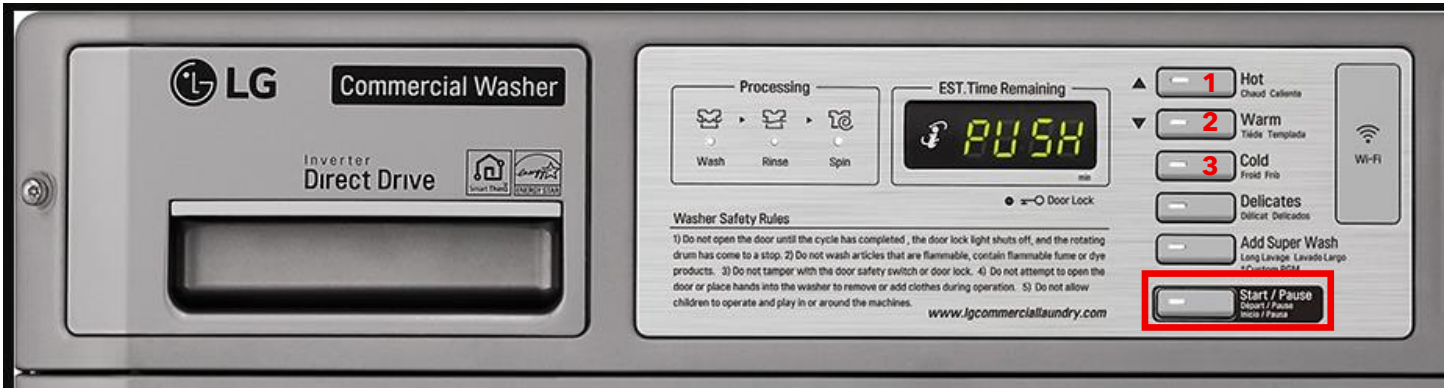 LG
Commercial Washer
Inverter
Direct Drive
Smart ThinQ
ENERGY STAR
Processing
Wash
Rinse
Spin
EST.Time Remaining
PUSH
min
Door Lock
Washer Safety Rules
1) Do not open the door until the cycle has completed , the door lock light shuts off, and the rotating
drum has come to a stop. 2) Do not wash articles that are flammable, contain flammable fume or dye
products. 3) Do not tamper with the door safety switch or door lock. 4) Do not attempt to open the
door or place hands into the washer to remove or add clothes during operation. 5) Do not allow
children to operate and play in or around the machines.
www.lgcommerciallaundry.com
1
Hot
Chaud Caliente
2
Warm
Tiéde Templada
3
Cold
Froid Frío
Delicates
Délicat Delicados
Add Super Wash
Long Lavage Lavado Largo
*Custom PGM
Start / Pause
Départ / Pause
Inicio / Pausa
Wi-Fi